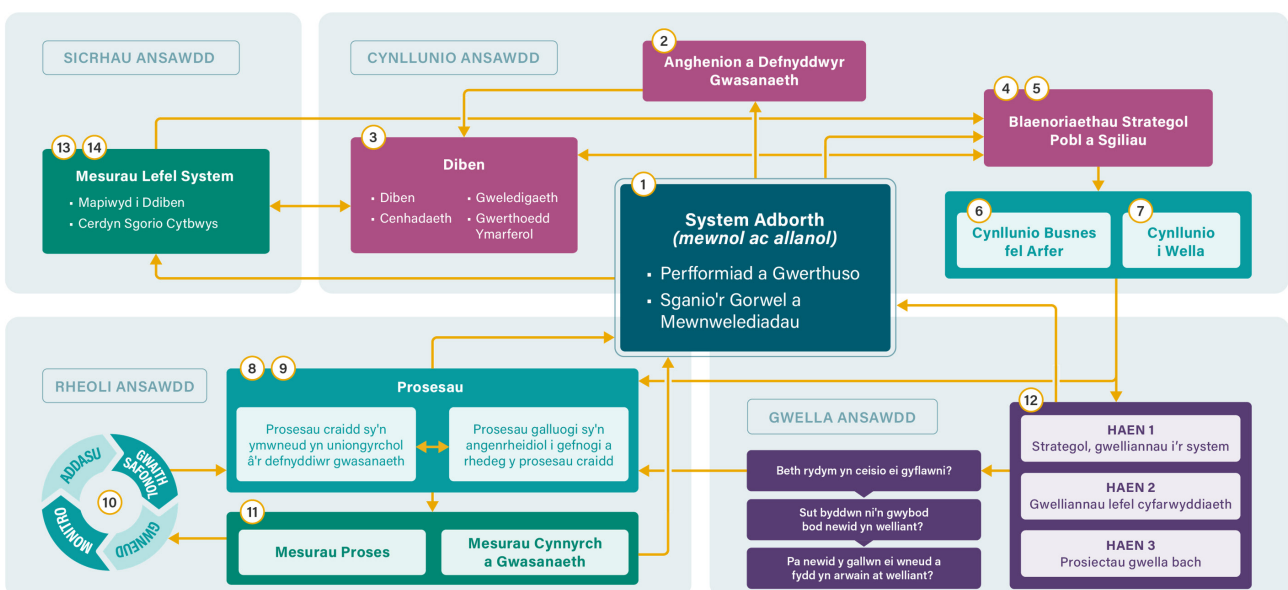 SICRHAU ANSAWDD
CYNLLUNIO ANSAWDD
2
Anghenion a Defnyddwyr
Gwasanaeth
4 5
Blaenoriaethau Strategol
Pobl a Sgiliau
13 14
Mesurau Lefel System
• Mapiwyd i Ddiben
• Cerdyn Sgorio Cytbwys
3
Diben
• Diben
• Cenhadaeth
• Gweledigaeth
• Gwerthoedd
Ymarferol
1
System Adborth
(mewnol ac allanol)
• Perfformiad a Gwerthuso
• Sganio'r Gorwel a
Mewnwelediadau
6
Cynllunio Busnes
fel Arfer
7
Cynllunio
i Wella
RHEOLI ANSAWDD
8 9
Prosesau
Prosesau craidd sy'n
ymwneud yn uniongyrchol
â'r defnyddiwr gwasanaeth
Prosesau galluogi sy'n
angenrheidiol i gefnogi a
rhedeg y prosesau craidd
10
ADDASU
GWAITH
SAFONOL
GWNEUD
MONITRO
11
Mesurau Proses
Mesurau Cynnyrch
a Gwasanaeth
GWELLA ANSAWDD
Beth rydym yn ceisio ei gyflawni?
Sut byddwn ni'n gwybod
bod newid yn welliant?
Pa newid y gallwn ei wneud a
fydd yn arwain at welliant?
12
HAEN 1
Strategol, gwelliannau i'r system
HAEN 2
Gwelliannau lefel cyfarwyddiaeth
HAEN 3
Prosiectau gwella bach